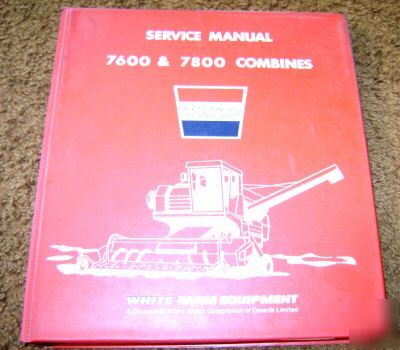 SERVICE MANUAL
7600 & 7800 COMBINES
WHITE FARM EQUIPMENT
A Division of White Motor Corporation of Canada Limited